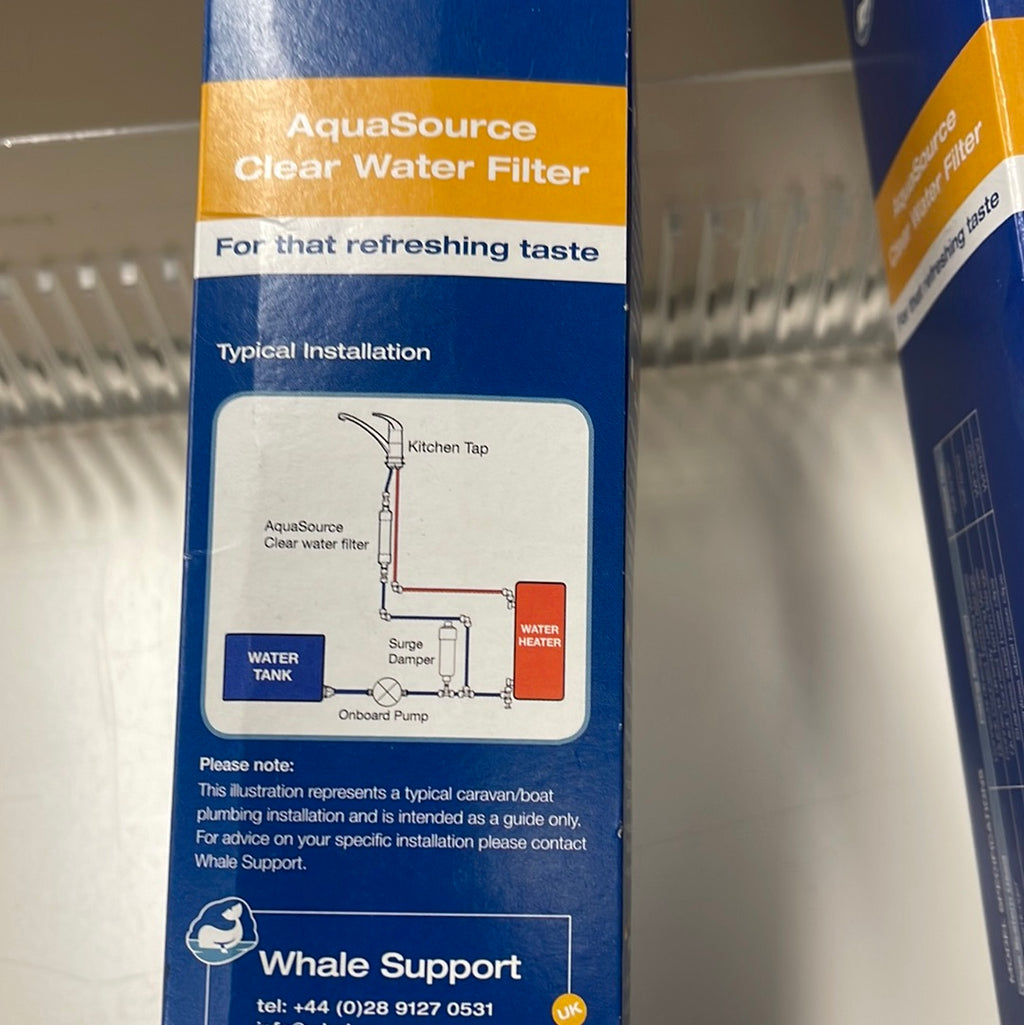 AquaSource
Clear Water Filter
For that refreshing taste
Typical Installation
Kitchen Tap
AquaSource
Clear water filter
WATER
HEATER
Surge
Damper
WATER
TANK
Onboard Pump
Please note:
This illustration represents a typical caravan/boat
plumbing installation and is intended as a guide only.
For advice on your specific installation please contact
Whale Support.
Whale Support
tel: +44 (0)28 9127 0531
UK
AquaSource
Clear Water Filter
For that refreshing taste